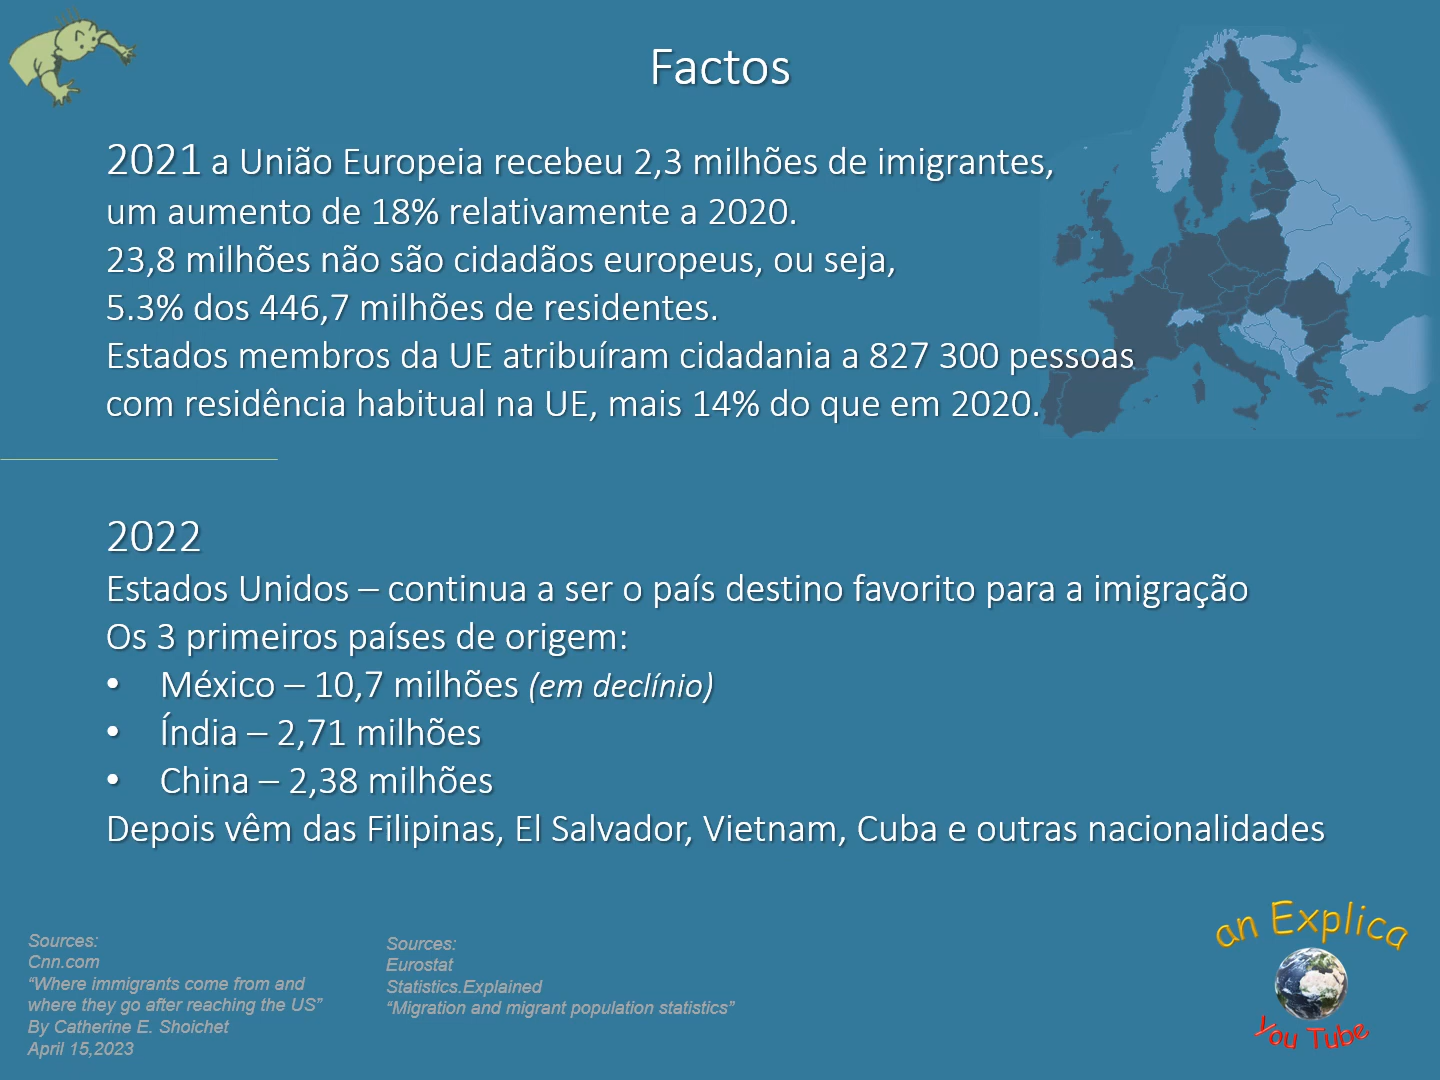 Factos
2021 a União Europeia recebeu 2,3 milhões de imigrantes,
um aumento de 18% relativamente a 2020.
23,8 milhões não são cidadãos europeus, ou seja,
5.3% dos 446,7 milhões de residentes.
Estados membros da UE atribuíram cidadania a 827 300 pessoas
com residência habitual na UE, mais 14% do que em 2020.
2022
Estados Unidos – continua a ser o país destino favorito para a imigração
Os 3 primeiros países de origem:
• México – 10,7 milhões (em declínio)
• Índia – 2,71 milhões
• China – 2,38 milhões
Depois vêm das Filipinas, El Salvador, Vietnam, Cuba e outras nacionalidades
Sources:
Cnn.com
“Where immigrants come from and
where they go after reaching the US”
By Catherine E. Shoichet
April 15,2023
Sources:
Eurostat
Statistics.Explained
“Migration and migrant population statistics”
an Explica
You Tube